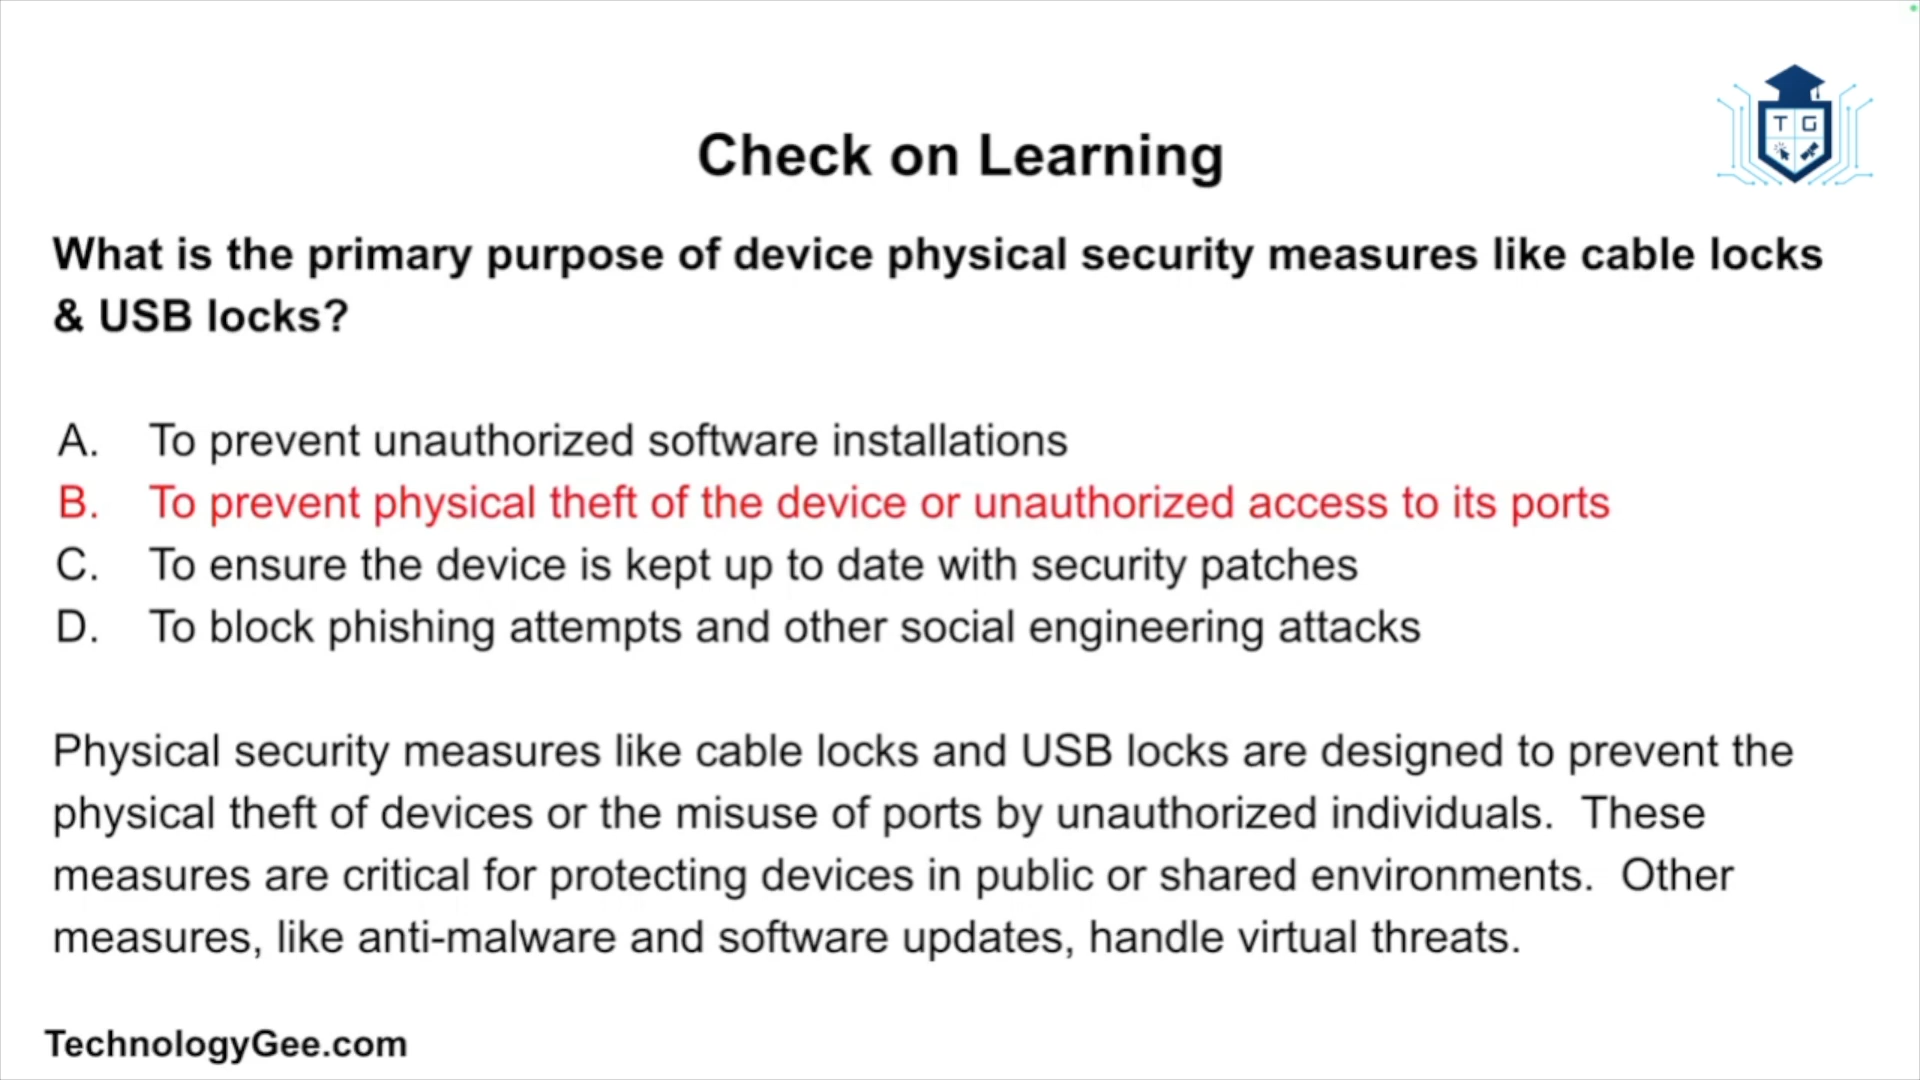 T G
Check on Learning
What is the primary purpose of device physical security measures like cable locks
& USB locks?
A. To prevent unauthorized software installations
B. To prevent physical theft of the device or unauthorized access to its ports
C. To ensure the device is kept up to date with security patches
D. To block phishing attempts and other social engineering attacks
Physical security measures like cable locks and USB locks are designed to prevent the
physical theft of devices or the misuse of ports by unauthorized individuals.  These
measures are critical for protecting devices in public or shared environments.  Other
measures, like anti-malware and software updates, handle virtual threats.
TechnologyGee.com